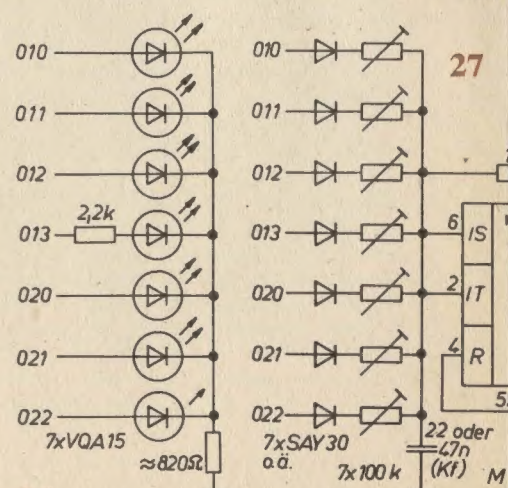 27
010
011
012
2,2k
013
020
021
022
7xVQA15
≈820Ω
010
011
012
013
020
021
022
7xSAY30
o.ä.
7x100k
6 IS
2 IT
4 R
5
22 oder
47n
(Kf)
M